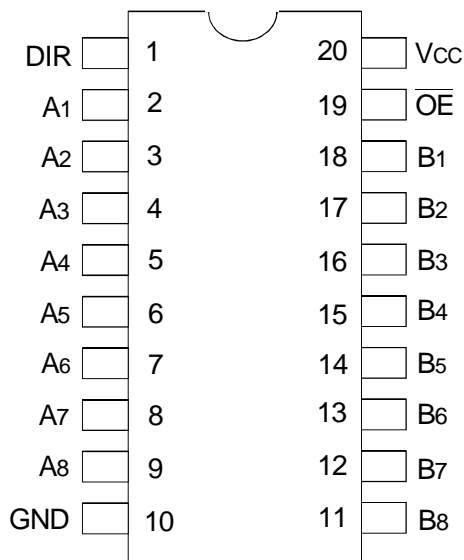 DIR 1 20 VCC
A1 2 19 OE
A2 3 18 B1
A3 4 17 B2
A4 5 16 B3
A5 6 15 B4
A6 7 14 B5
A7 8 13 B6
A8 9 12 B7
GND 10 11 B8